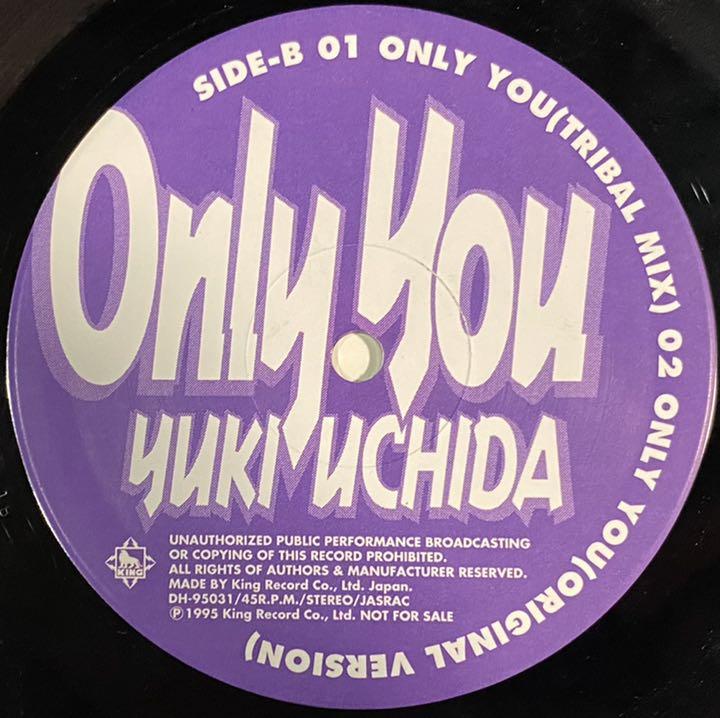 SIDE-B 01 ONLY YOU(TRIBAL MIX) 02 ONLY YOU(ORIGINAL VERSION)
Only You
YUKI UCHIDA
KING
UNAUTHORIZED PUBLIC PERFORMANCE BROADCASTING
OR COPYING OF THIS RECORD PROHIBITED.
ALL RIGHTS OF AUTHORS & MANUFACTURER RESERVED.
MADE BY King Record Co., Ltd. Japan.
DH-95031/45R.P.M./STEREO/JASRAC
Ⓟ1995 King Record Co., Ltd. NOT FOR SALE